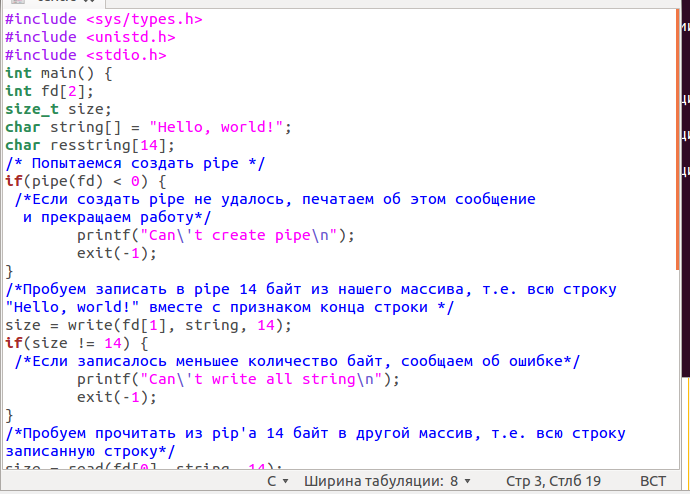 #include <sys/types.h>
#include <unistd.h>
#include <stdio.h>
int main() {
int fd[2];
size_t size;
char string[] = "Hello, world!";
char resstring[14];
/* Попытаемся создать pipe */
if(pipe(fd) < 0) {
 /*Если создать pipe не удалось, печатаем об этом сообщение
  и прекращаем работу*/
        printf("Can\'t create pipe\n");
        exit(-1);
}
/*Пробуем записать в pipe 14 байт из нашего массива, т.е. всю строку
"Hello, world!" вместе с признаком конца строки */
size = write(fd[1], string, 14);
if(size != 14) {
 /*Если записалось меньшее количество байт, сообщаем об ошибке*/
        printf("Can\'t write all string\n");
        exit(-1);
}
/*Пробуем прочитать из pip'а 14 байт в другой массив, т.е. всю строку
записанную строку*/
size = read(fd[0], string, 14);
C Ширина табуляции: 8 Стр 3, Стлб 19 ВСТ